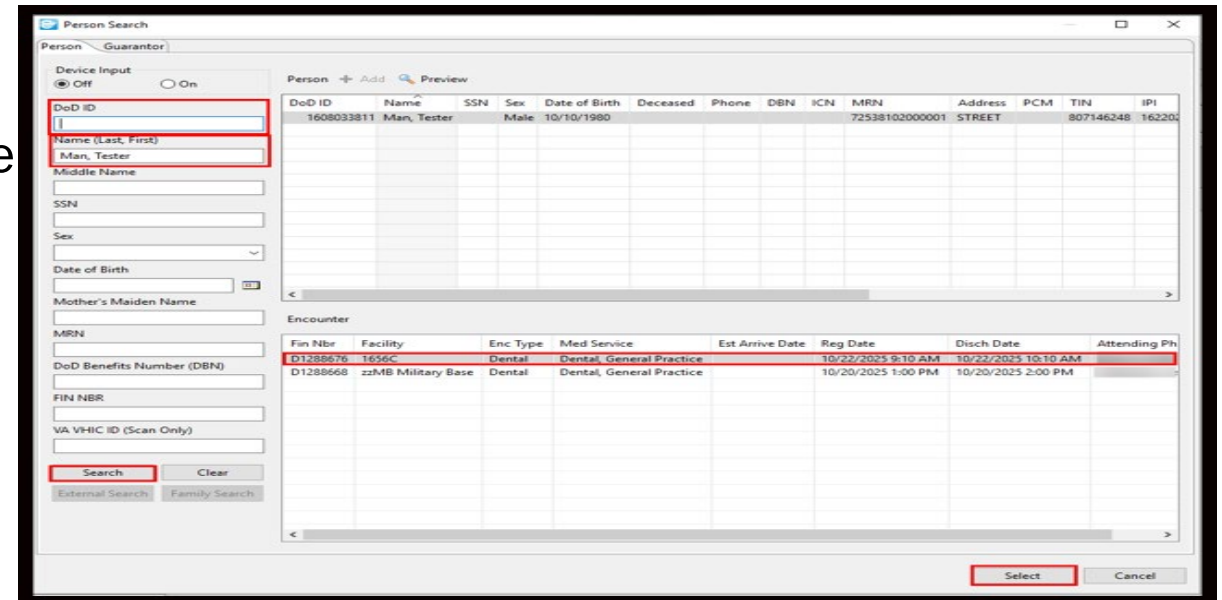 Person Search
Person Guarantor
Device Input
Off On
Person Add Preview
DoD ID
DoD ID Name SSN Sex Date of Birth Deceased Phone DBN ICN MRN Address PCM TIN IPI
1608033811 Man, Tester Male 10/10/1980 72538102000001 STREET 807146248 16220
e
Name (Last, First)
Man, Tester
Middle Name
SSN
Sex
Date of Birth
Mother's Maiden Name
MRN
DoD Benefits Number (DBN)
FIN NBR
VA VHIC ID (Scan Only)
Search Clear
External Search Family Search
Encounter
Fin Nbr Facility Enc Type Med Service Est Arrive Date Reg Date Disch Date Attending Ph
D1288676 1656C Dental Dental, General Practice 10/22/2025 9:10 AM 10/22/2025 10:10 AM
D1288668 zzMB Military Base Dental Dental, General Practice 10/20/2025 1:00 PM 10/20/2025 2:00 PM
Select Cancel